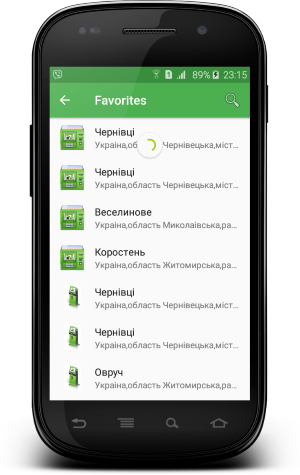 89% 23:15
Favorites
Чернівці
Україна,область Чернівецька,міст...
Чернівці
Україна,область Чернівецька,міст...
Веселинове
Україна,область Миколаївська,ра...
Коростень
Україна,область Житомирська,ра...
Чернівці
Україна,область Чернівецька,міст...
Чернівці
Україна,область Чернівецька,міст...
Овруч
Україна,область Житомирська,ра...